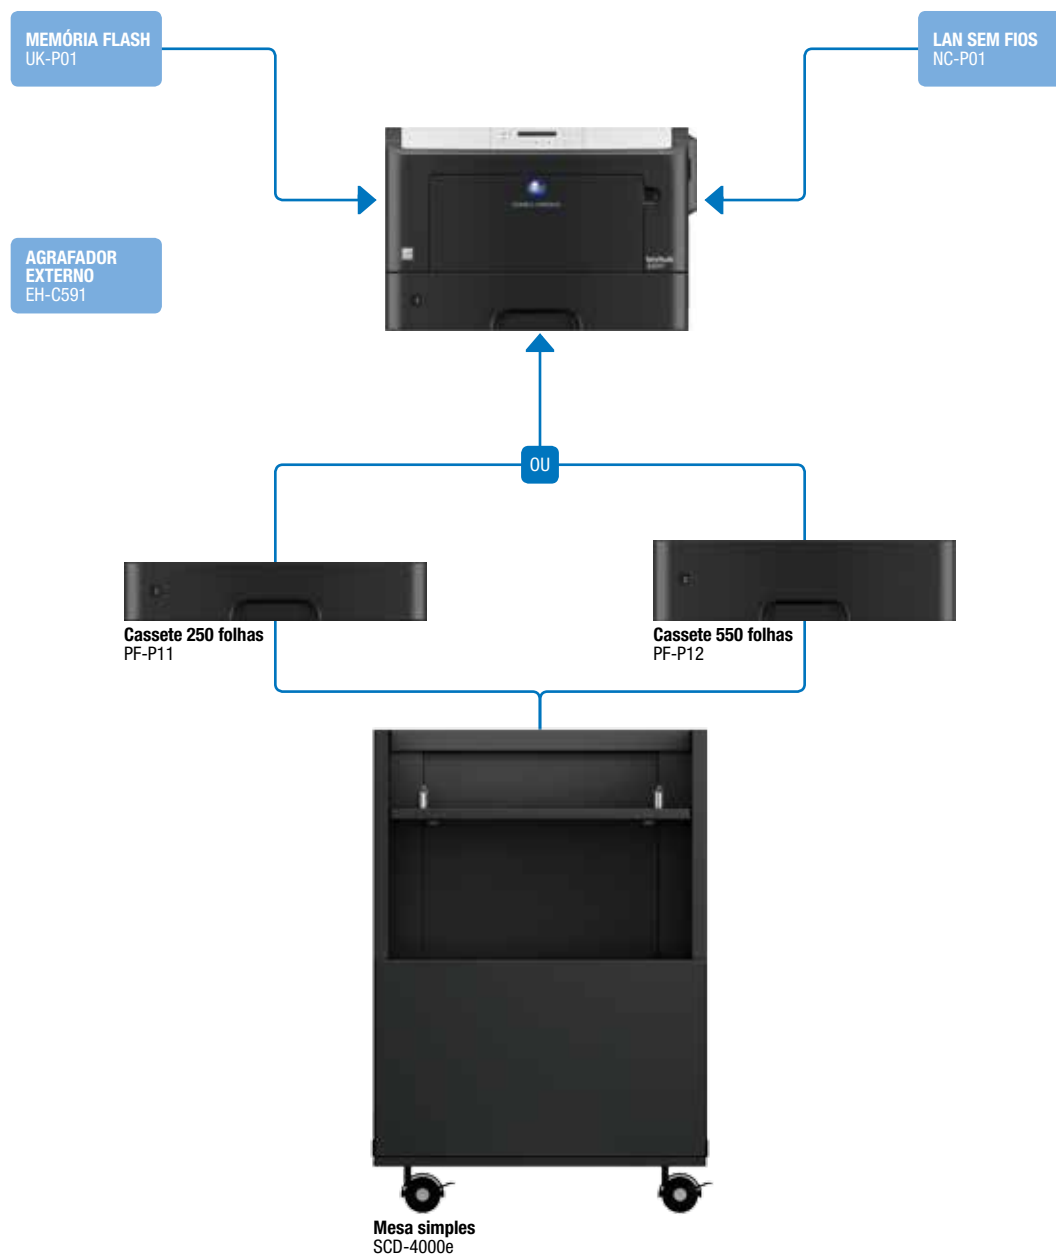 MEMÓRIA FLASH
UK-P01
LAN SEM FIOS
NC-P01
AGRAFADOR
EXTERNO
EH-C591
OU
Cassete 250 folhas
PF-P11
Cassete 550 folhas
PF-P12
Mesa simples
SCD-4000e